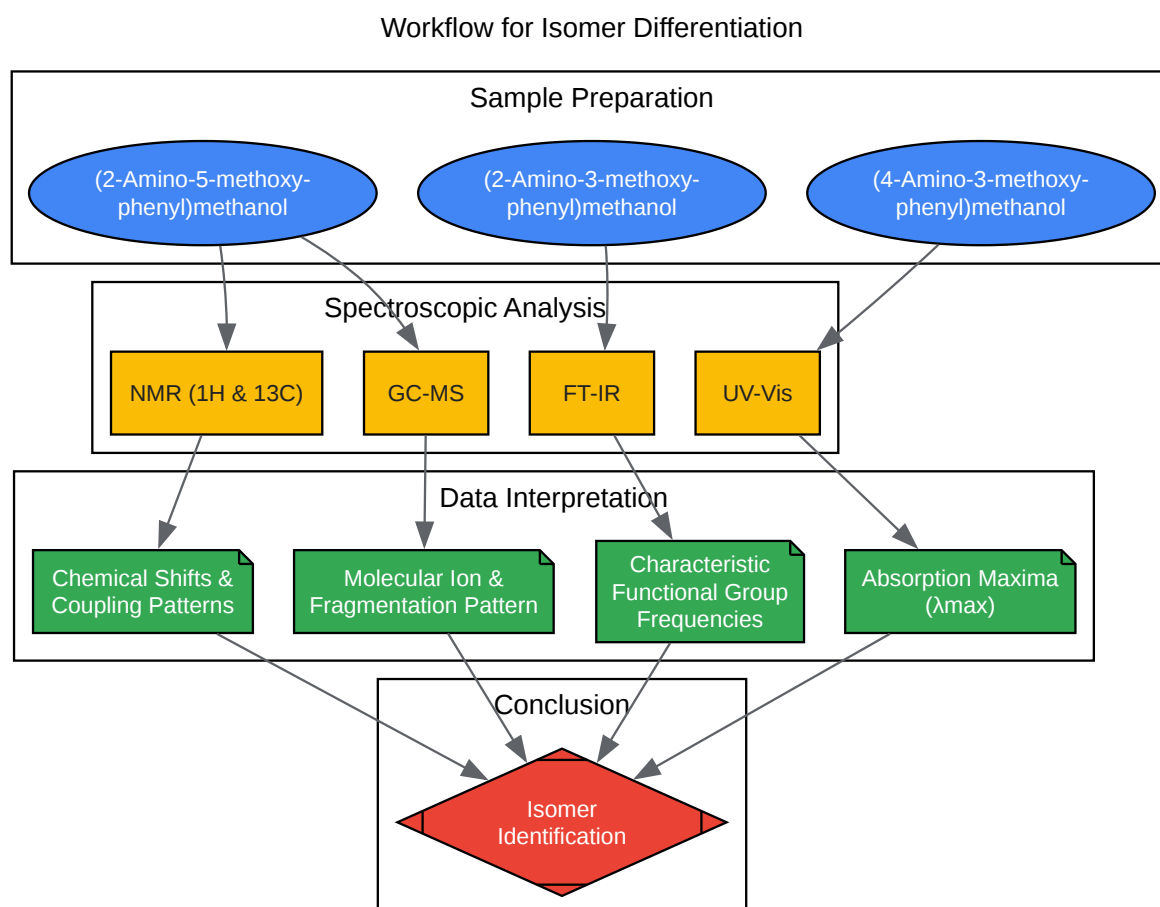 Workflow for Isomer Differentiation
Sample Preparation
(2-Amino-5-methoxy-
phenyl)methanol
(2-Amino-3-methoxy-
phenyl)methanol
(4-Amino-3-methoxy-
phenyl)methanol
Spectroscopic Analysis
NMR (1H & 13C)
GC-MS
FT-IR
UV-Vis
Data Interpretation
Chemical Shifts &
Coupling Patterns
Molecular Ion &
Fragmentation Pattern
Characteristic
Functional Group
Frequencies
Absorption Maxima
(λmax)
Conclusion
Isomer
Identification